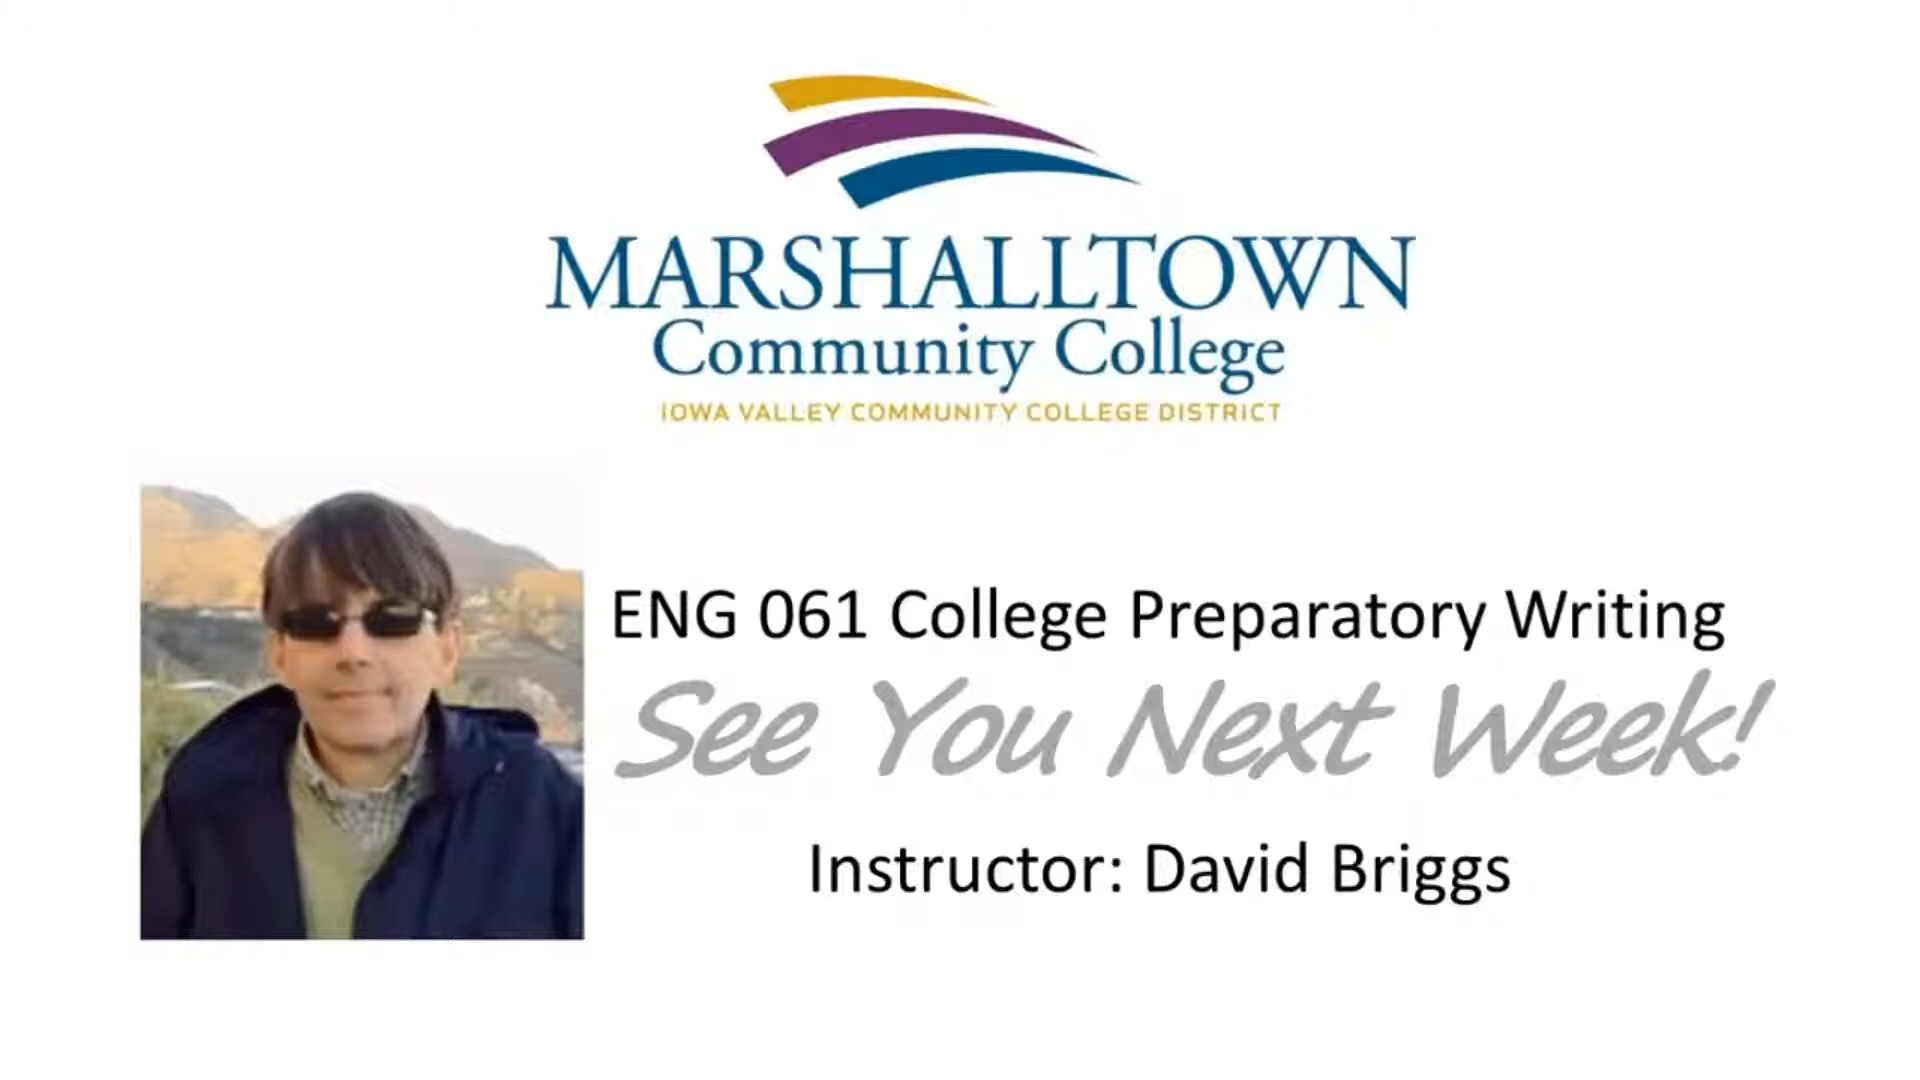 MARSHALLTOWN
Community College
IOWA VALLEY COMMUNITY COLLEGE DISTRICT
ENG 061 College Preparatory Writing
See You Next Week!
Instructor: David Briggs